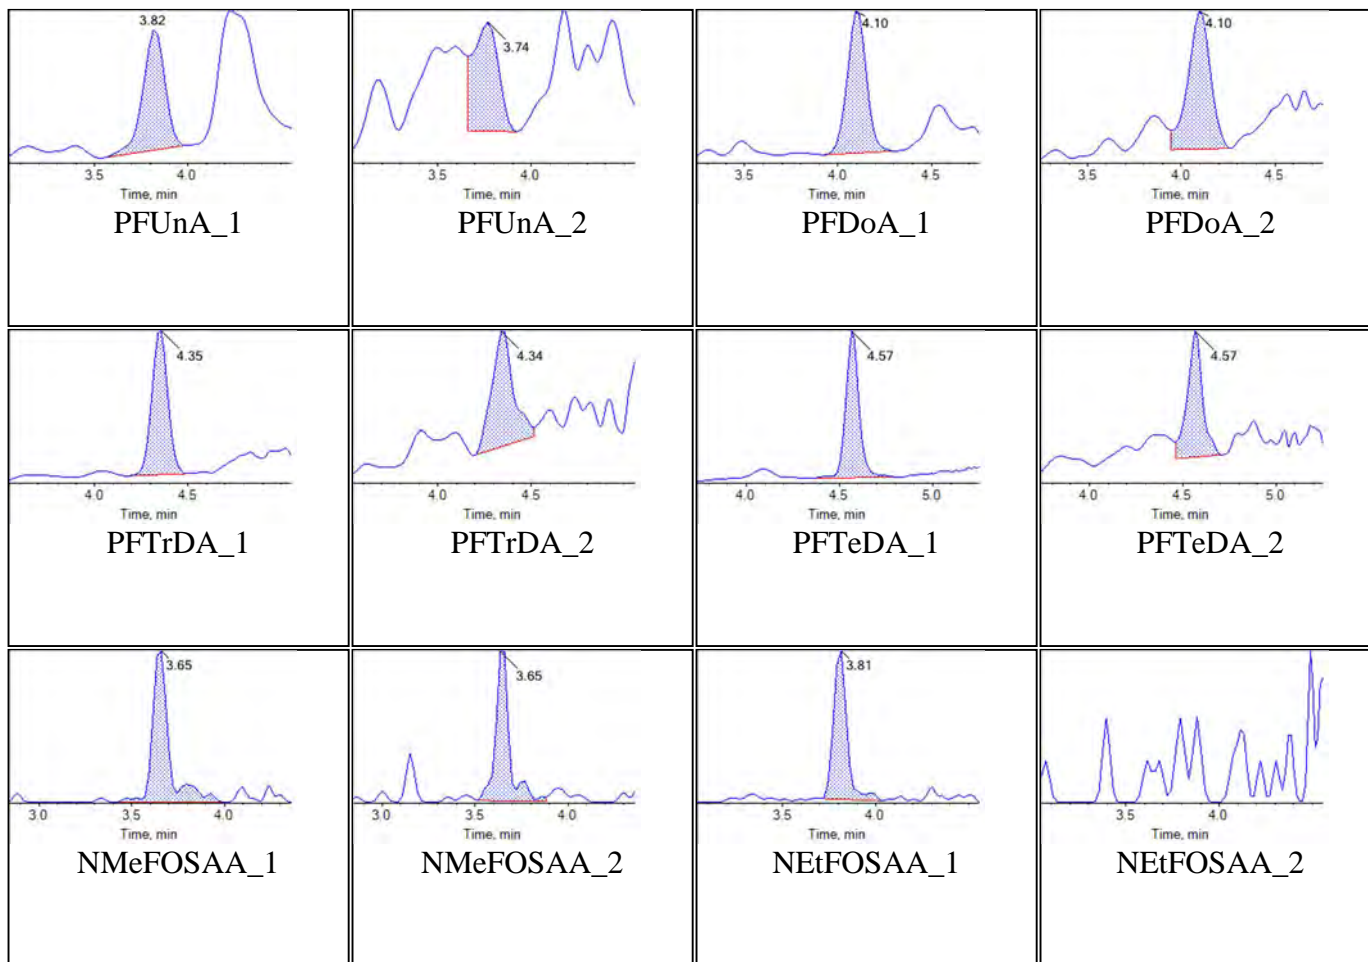 3.82
3.5 4.0
Time, min
PFUnA_1
3.74
3.5 4.0
Time, min
PFUnA_2
4.10
3.5 4.0 4.5
Time, min
PFDoA_1
4.10
3.5 4.0 4.5
Time, min
PFDoA_2
4.35
4.0 4.5
Time, min
PFTrDA_1
4.34
4.0 4.5
Time, min
PFTrDA_2
4.57
4.0 4.5 5.0
Time, min
PFTeDA_1
4.57
4.0 4.5 5.0
Time, min
PFTeDA_2
3.65
3.0 3.5 4.0
Time, min
NMeFOSAA_1
3.65
3.0 3.5 4.0
Time, min
NMeFOSAA_2
3.81
3.5 4.0
Time, min
NEtFOSAA_1
3.5 4.0
Time, min
NEtFOSAA_2